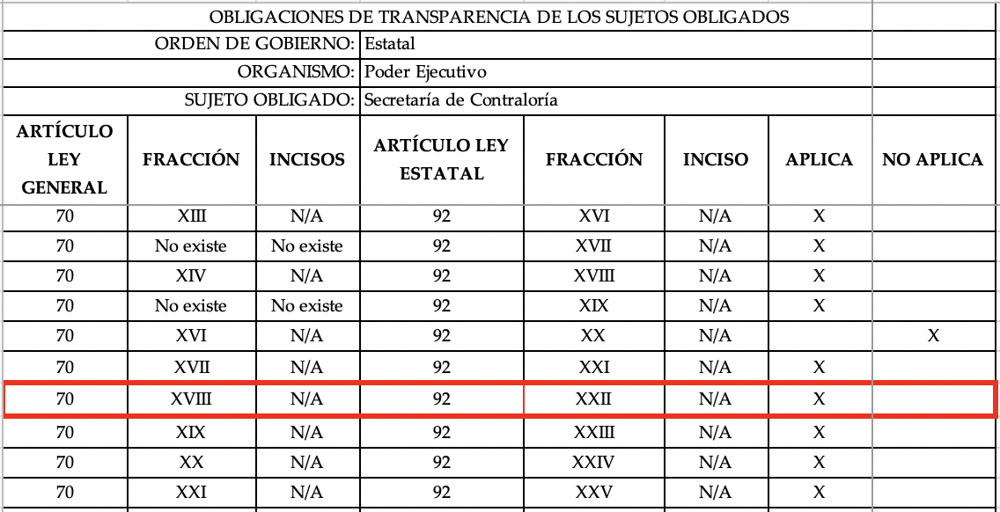 OBLIGACIONES DE TRANSPARENCIA DE LOS SUJETOS OBLIGADOS
ORDEN DE GOBIERNO: Estatal
ORGANISMO: Poder Ejecutivo
SUJETO OBLIGADO: Secretaría de Contraloría
ARTÍCULO LEY GENERAL FRACCIÓN INCISOS ARTÍCULO LEY ESTATAL FRACCIÓN INCISO APLICA NO APLICA
70 XIII N/A 92 XVI N/A X
70 No existe No existe 92 XVII N/A X
70 XIV N/A 92 XVIII N/A X
70 No existe No existe 92 XIX N/A X
70 XVI N/A 92 XX N/A X
70 XVII N/A 92 XXI N/A X
70 XVIII N/A 92 XXII N/A X
70 XIX N/A 92 XXIII N/A X
70 XX N/A 92 XXIV N/A X
70 XXI N/A 92 XXV N/A X